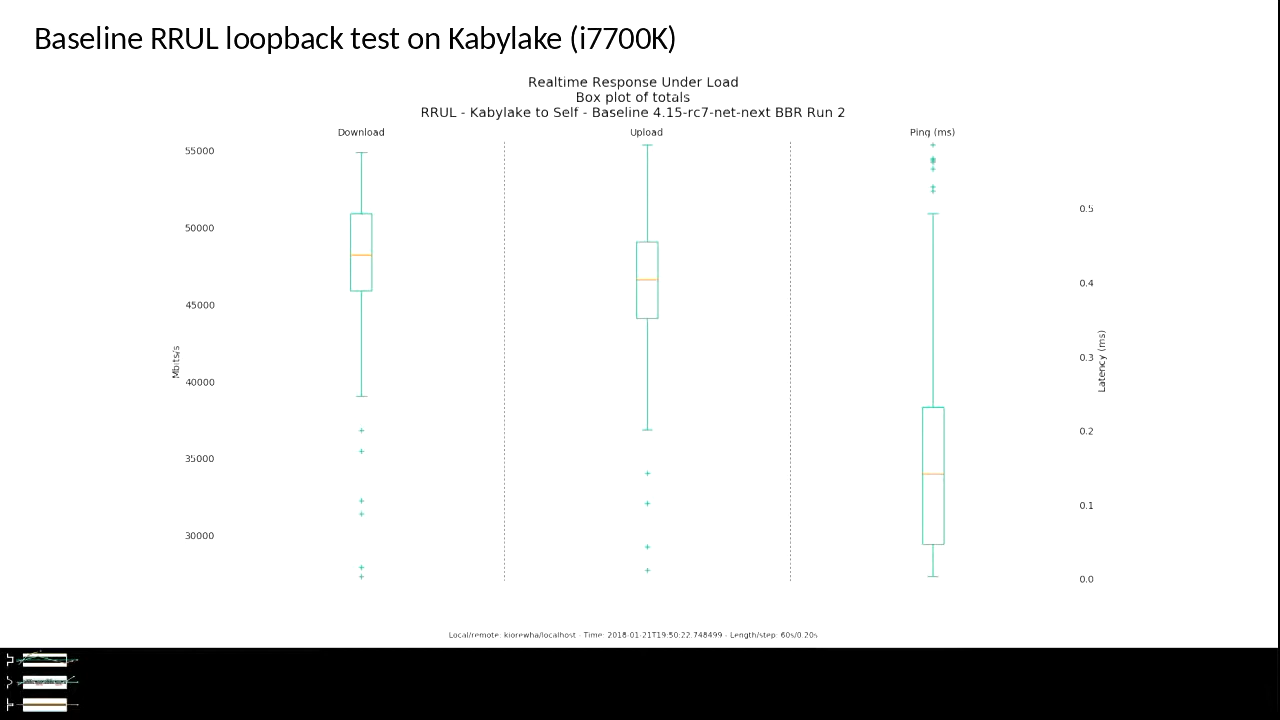 Baseline RRUL loopback test on Kabylake (i7700K)
Realtime Response Under Load
Box plot of totals
RRUL - Kabylake to Self - Baseline 4.15-rc7-net-next BBR Run 2
Download Upload Ping (ms)
55000
50000
45000
40000
35000
30000
Mbits/s
0.5
0.4
0.3
0.2
0.1
0.0
Latency (ms)
Local/remote: kiorewha/localhost - Time: 2018-01-21T19:50:22.748499 - Length/step: 60s/0.20s